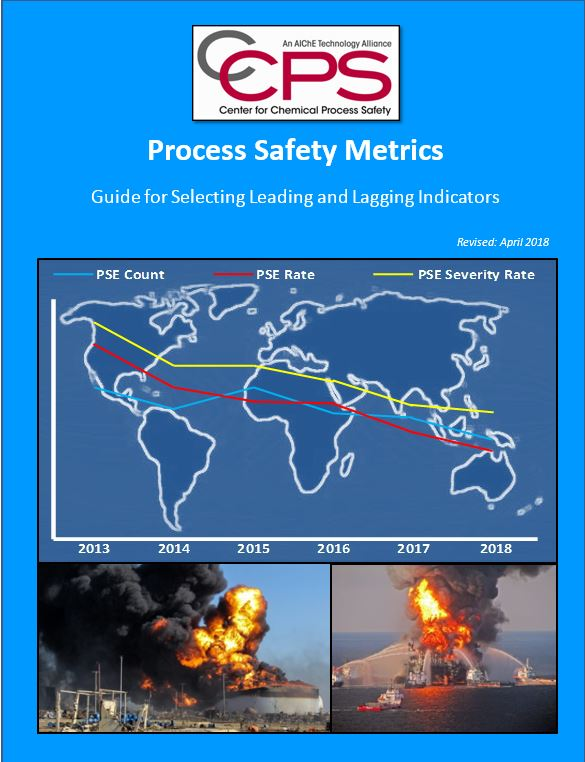 An AIChE Technology Alliance
CCPS
Center for Chemical Process Safety
Process Safety Metrics
Guide for Selecting Leading and Lagging Indicators
Revised: April 2018
PSE Count PSE Rate PSE Severity Rate
2013 2014 2015 2016 2017 2018